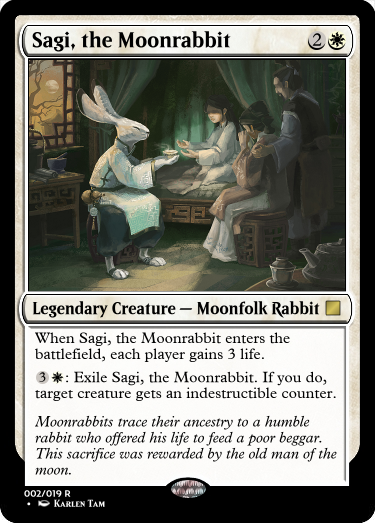 Sagi, the Moonrabbit 2
Legendary Creature — Moonfolk Rabbit
When Sagi, the Moonrabbit enters the
battlefield, each player gains 3 life.
3: Exile Sagi, the Moonrabbit. If you do,
target creature gets an indestructible counter.
Moonrabbits trace their ancestry to a humble
rabbit who offered his life to feed a poor beggar.
This sacrifice was rewarded by the old man of the
moon.
002/019 R
• Karlen Tam